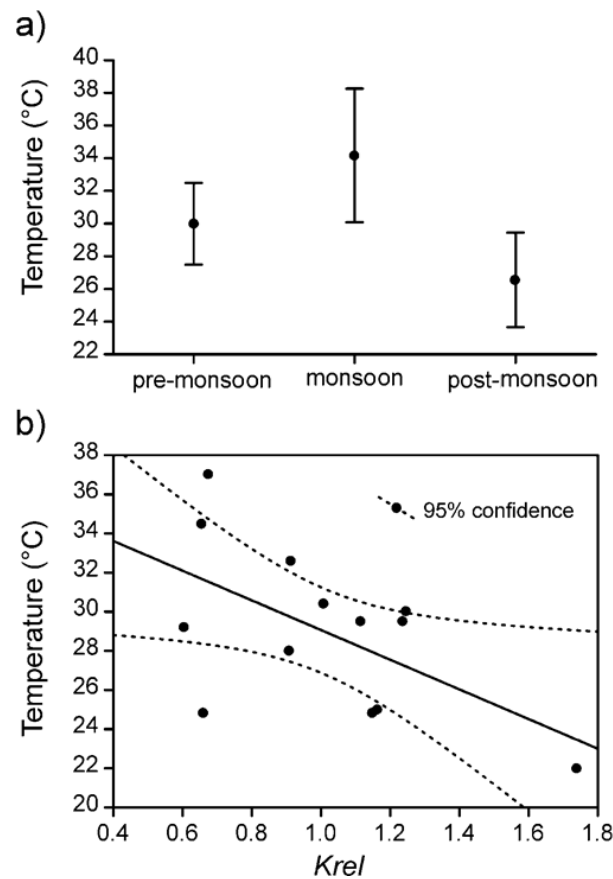 a)
Temperature (°C)
40
38
36
34
32
30
28
26
24
22
pre-monsoon monsoon post-monsoon
b)
Temperature (°C)
38
36
34
32
30
28
26
24
22
20
95% confidence
0.4 0.6 0.8 1.0 1.2 1.4 1.6 1.8
Krel